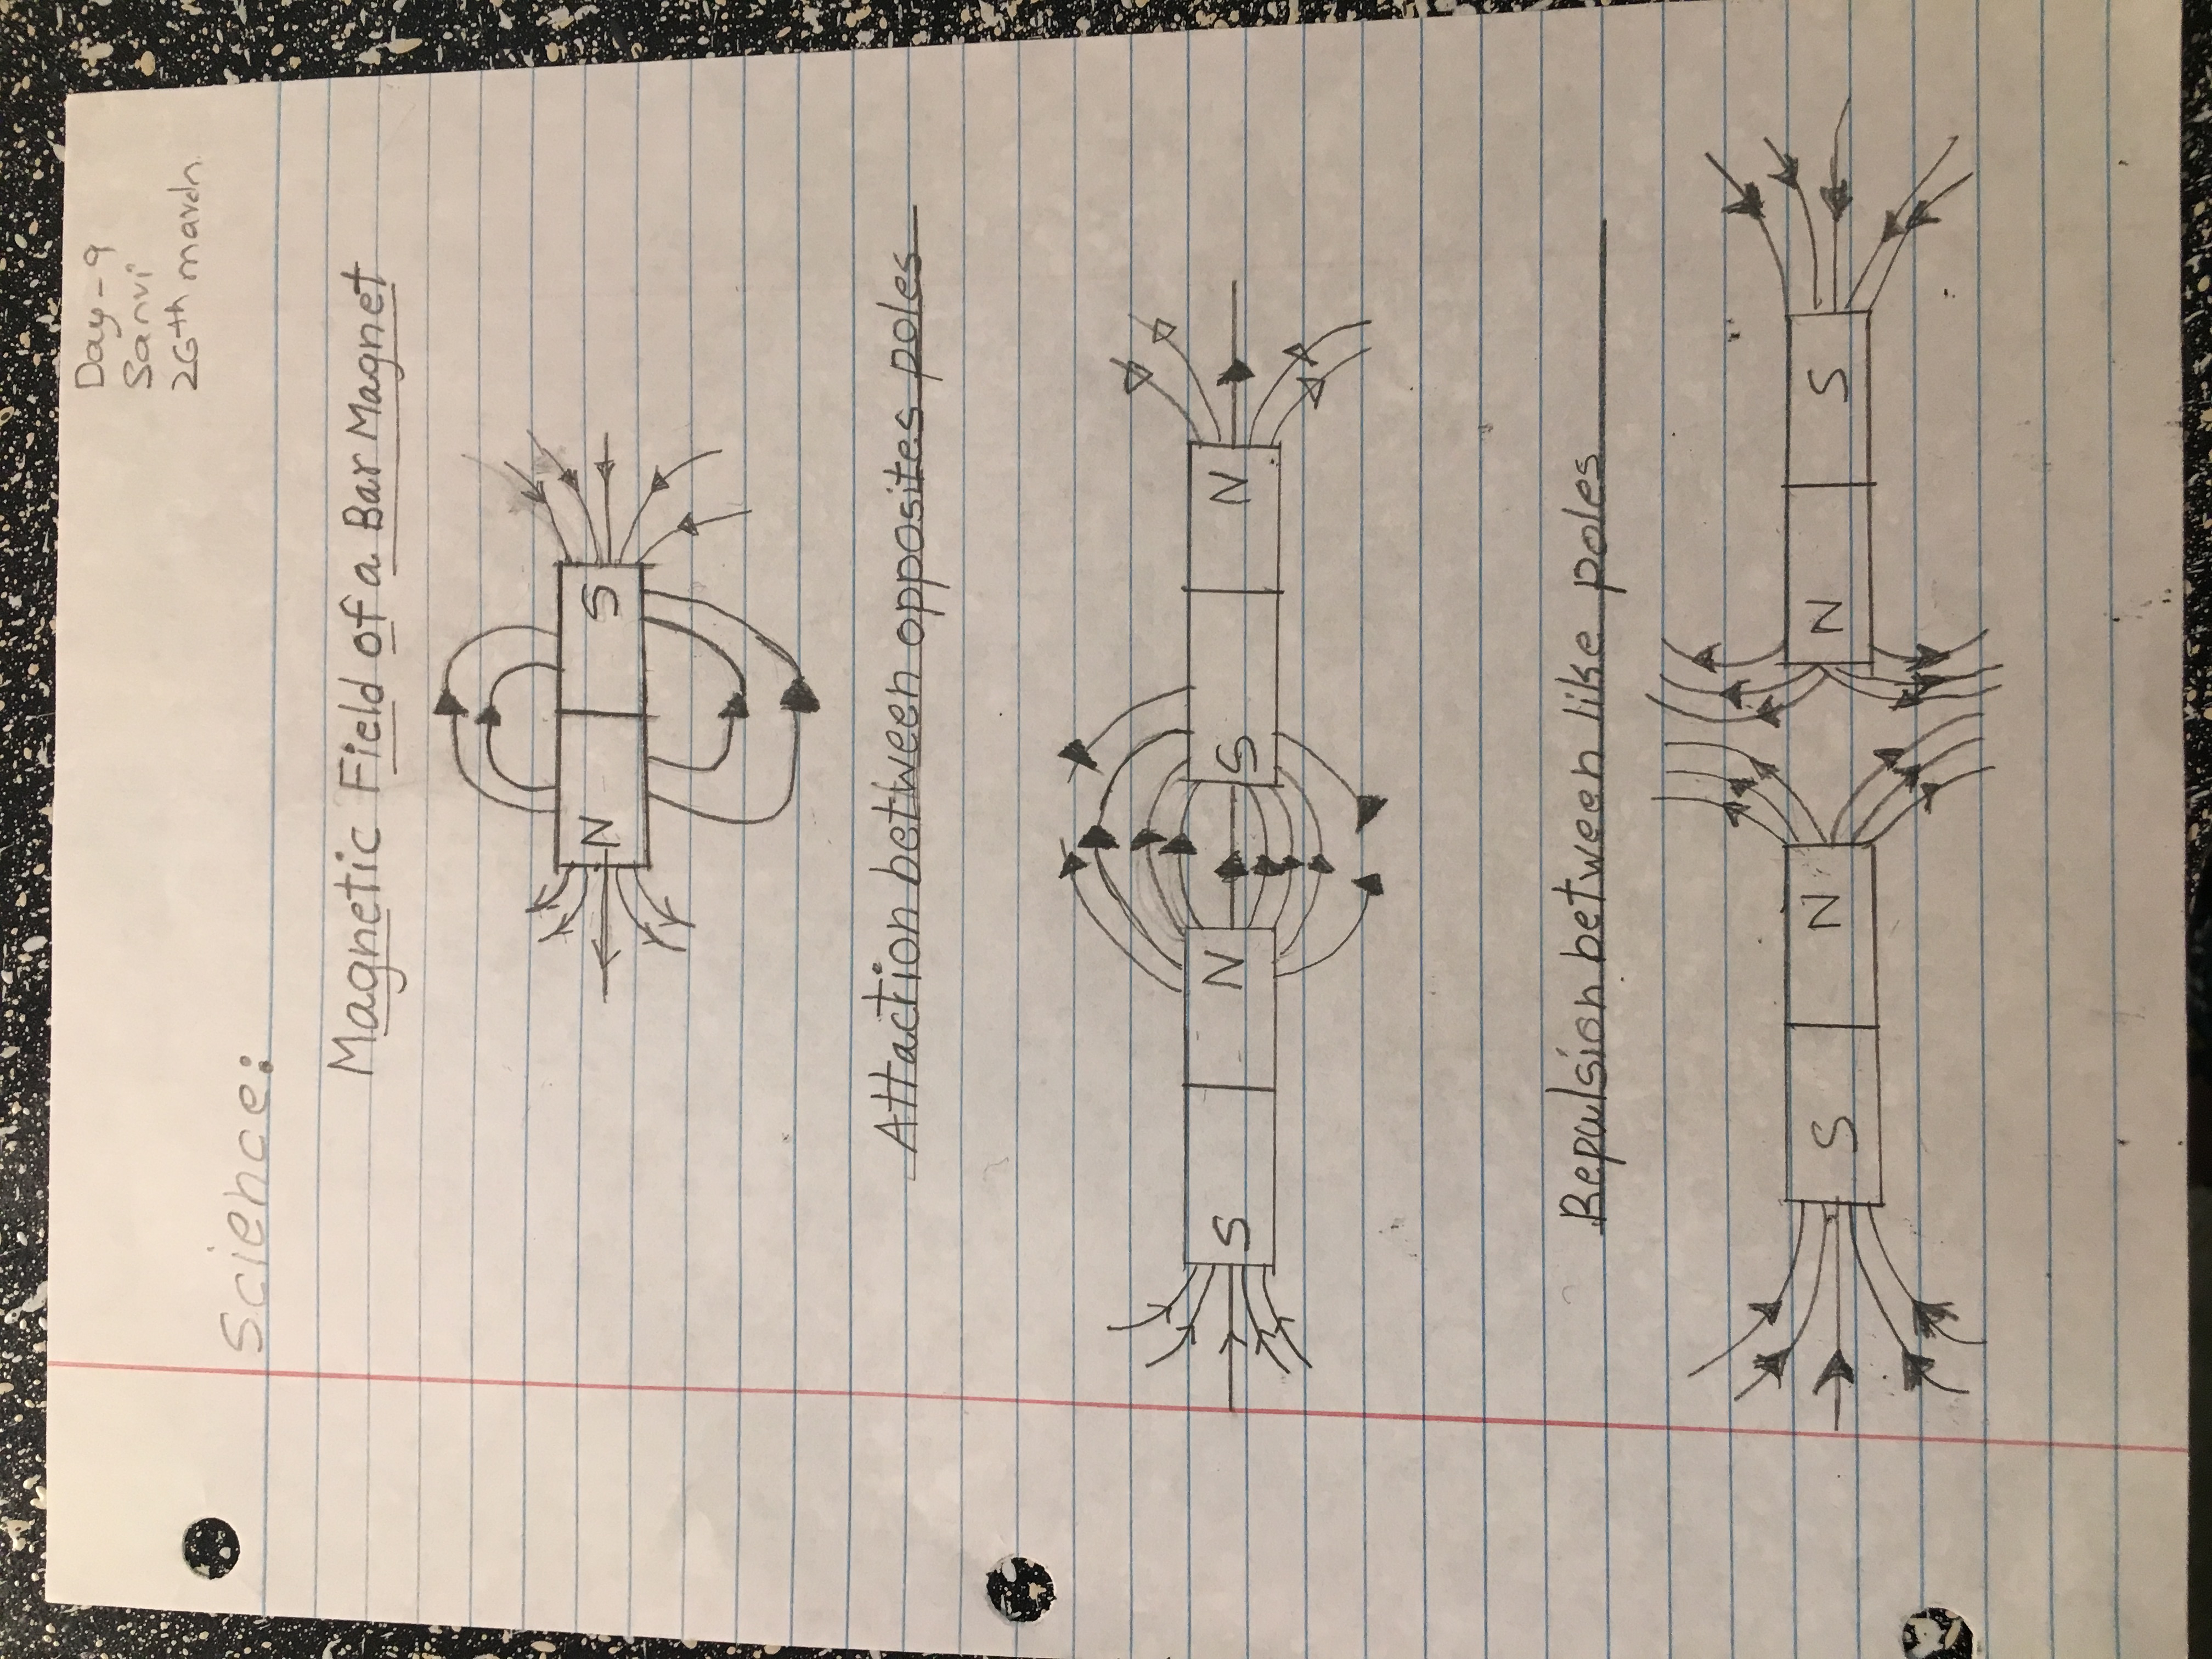 Day-9
Sanvi
26th march
Science:
Magnetic Field of a Bar Magnet
N S
Attaction between opposites poles
S N S N
Repulsion between like poles
S N N S